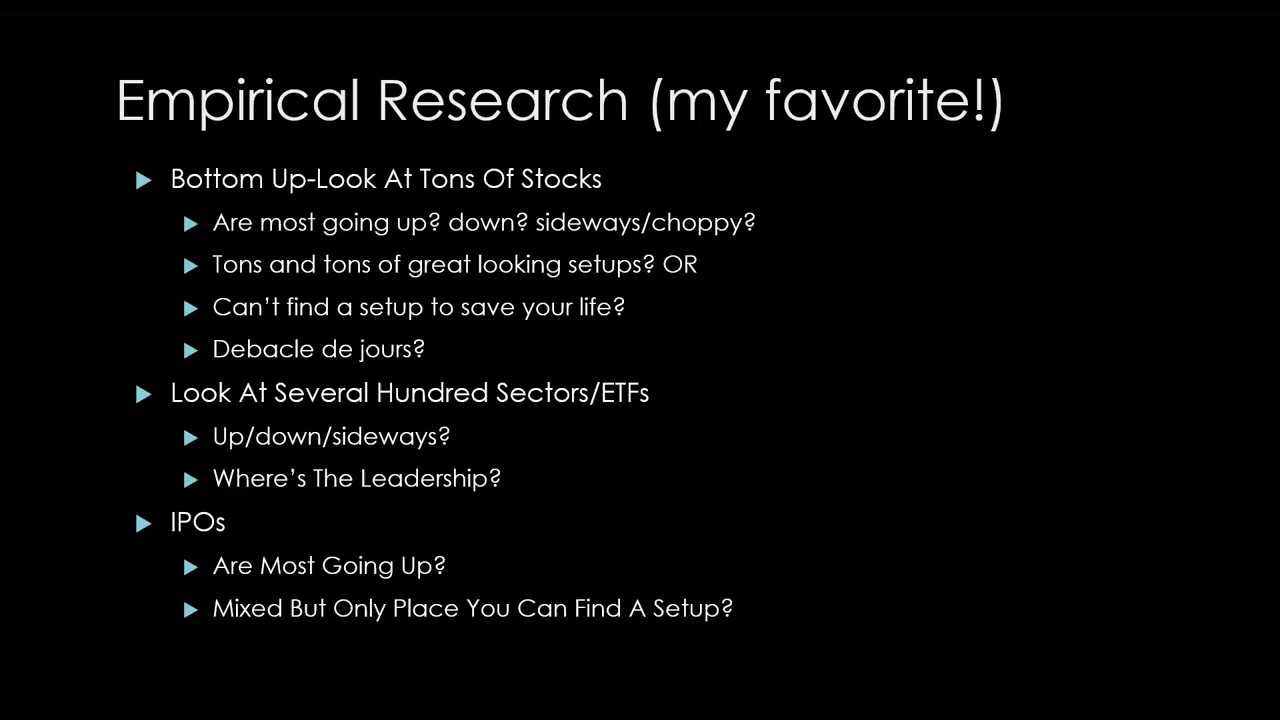 Empirical Research (my favorite!)
Bottom Up-Look At Tons Of Stocks
Are most going up? down? sideways/choppy?
Tons and tons of great looking setups? OR
Can't find a setup to save your life?
Debacle de jours?
Look At Several Hundred Sectors/ETFs
Up/down/sideways?
Where's The Leadership?
IPOs
Are Most Going Up?
Mixed But Only Place You Can Find A Setup?